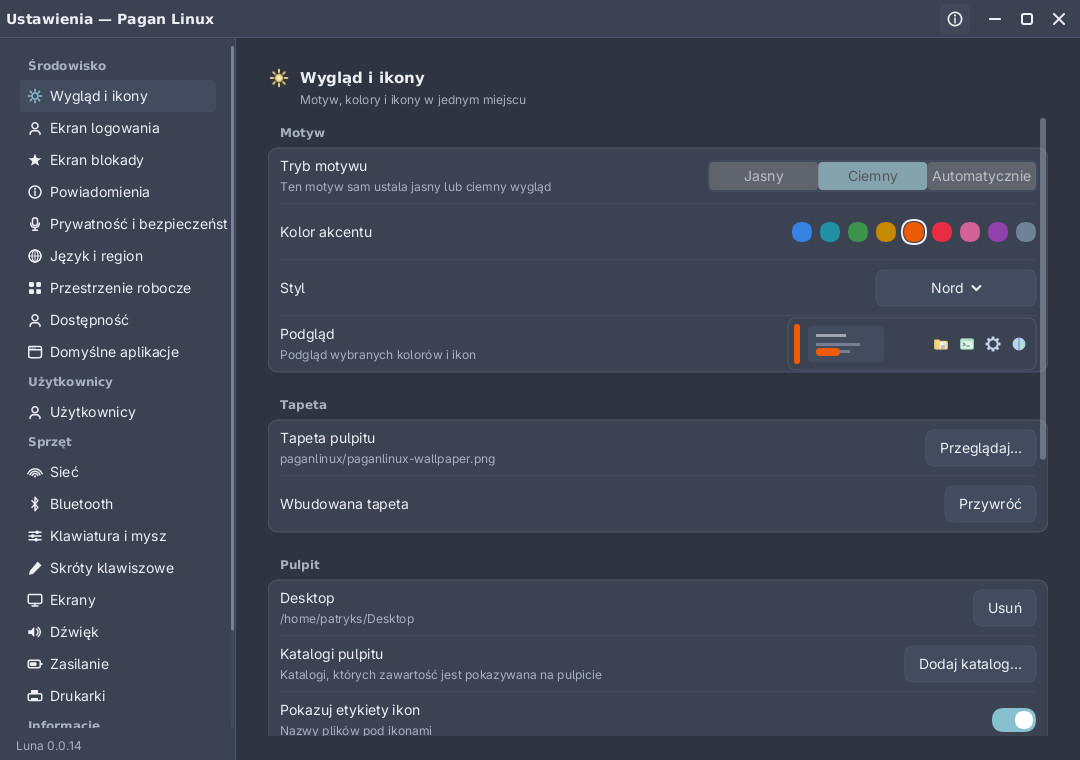 Ustawienia — Pagan Linux
Środowisko
Wygląd i ikony
Ekran logowania
Ekran blokady
Powiadomienia
Prywatność i bezpieczeńst
Język i region
Przestrzenie robocze
Dostępność
Domyślne aplikacje
Użytkownicy
Użytkownicy
Sprzęt
Sieć
Bluetooth
Klawiatura i mysz
Skróty klawiszowe
Ekrany
Dźwięk
Zasilanie
Drukarki
Informacje
Luna 0.0.14
Wygląd i ikony
Motyw, kolory i ikony w jednym miejscu
Motyw
Tryb motywu
Ten motyw sam ustala jasny lub ciemny wygląd
Jasny
Ciemny
Automatycznie
Kolor akcentu
Styl
Nord
Podgląd
Podgląd wybranych kolorów i ikon
Tapeta
Tapeta pulpitu
paganlinux/paganlinux-wallpaper.png
Przeglądaj...
Wbudowana tapeta
Przywróć
Pulpit
Desktop
/home/patryks/Desktop
Usuń
Katalogi pulpitu
Katalogi, których zawartość jest pokazywana na pulpicie
Dodaj katalog...
Pokazuj etykiety ikon
Nazwy plików pod ikonami